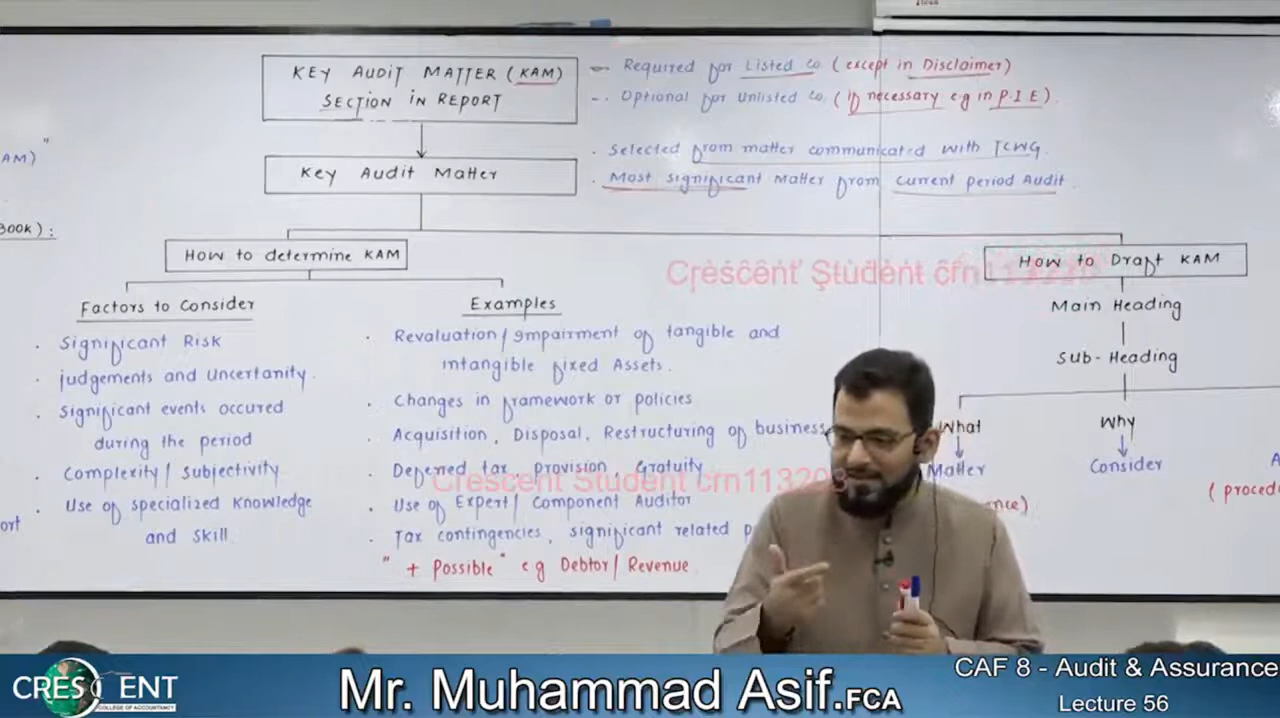 KEY AUDIT MATTER (KAM)
SECTION IN REPORT
- Required for Listed Co (except in Disclaimer)
- Optional for Unlisted Co (if necessary e.g in P.I.E).
"
AM)
Key Audit Matter
. Selected from matter communicated with TCWG.
. Most significant Matter from current period Audit.
BOOK):
How to determine KAM
How to Draft KAM
Crescent Student crn113203
Factors to Consider
. Significant Risk
. judgements and uncertanity.
. significant events occured
during the period
. Complexity/ subjectivity
. Use of specialized knowledge
and skill
ort
Examples
. Revaluation/ impairment of tangible and
intangible fixed Assets.
. Changes in framework or policies
. Acquisition, Disposal, Restructuring of business
. Deferred tax, provision, Gratuity
Crescent Student crn113203
. Use of Expert/ Component Auditor
. Tax contingencies, significant related p
"+ Possible" eg Debtor/ Revenue
Main Heading
Sub-Heading
What
Matter
nce)
Why
Consider
A
(proced
CRESCENT
COLLEGE OF ACCOUNTANCY
Mr. Muhammad Asif.FCA
CAF 8 - Audit & Assurance
Lecture 56